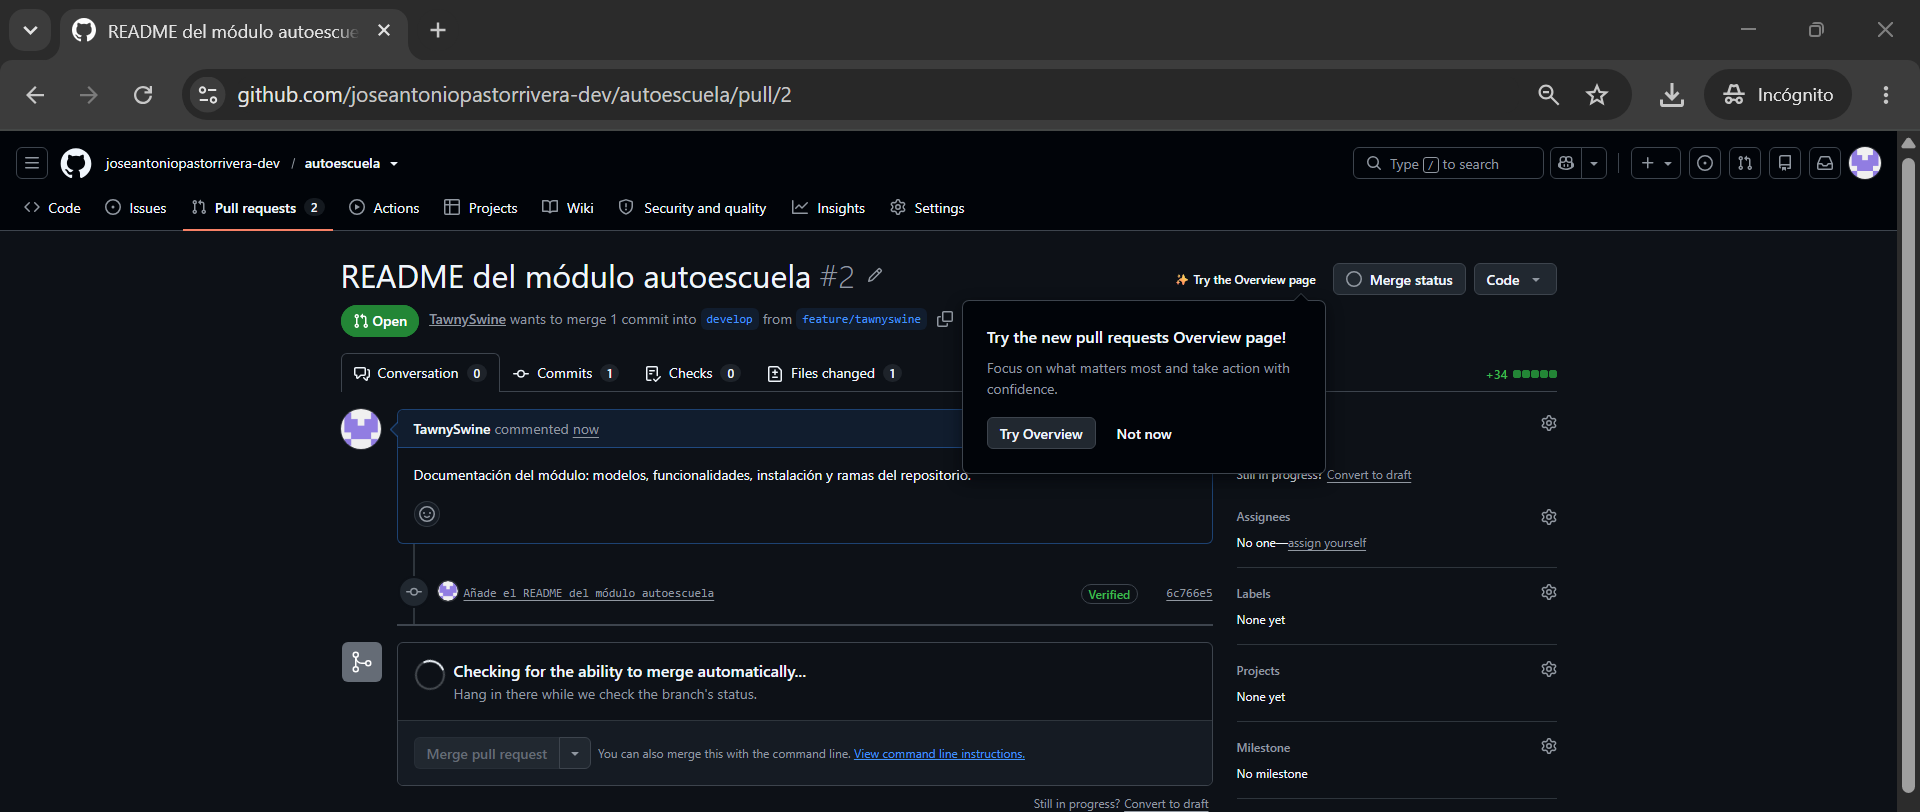 README del módulo autoescue
github.com/joseantoniopastorrivera-dev/autoescuela/pull/2
Incógnito
joseantoniopastorrivera-dev / autoescuela
Type / to search
Code
Issues
Pull requests 2
Actions
Projects
Wiki
Security and quality
Insights
Settings
README del módulo autoescuela #2
Try the Overview page
Merge status
Code
Open
TawnySwine wants to merge 1 commit into develop from feature/tawnyswine
Try the new pull requests Overview page!
Focus on what matters most and take action with
confidence.
Try Overview
Not now
Conversation 0
Commits 1
Checks 0
Files changed 1
+34
TawnySwine commented now
Documentación del módulo: modelos, funcionalidades, instalación y ramas del repositorio.
Still in progress? Convert to draft
Assignees
No one—assign yourself
Añade el README del módulo autoescuela
Verified
6c766e5
Labels
None yet
Checking for the ability to merge automatically...
Hang in there while we check the branch's status.
Projects
None yet
Merge pull request
You can also merge this with the command line. View command line instructions.
Milestone
No milestone
Still in progress? Convert to draft